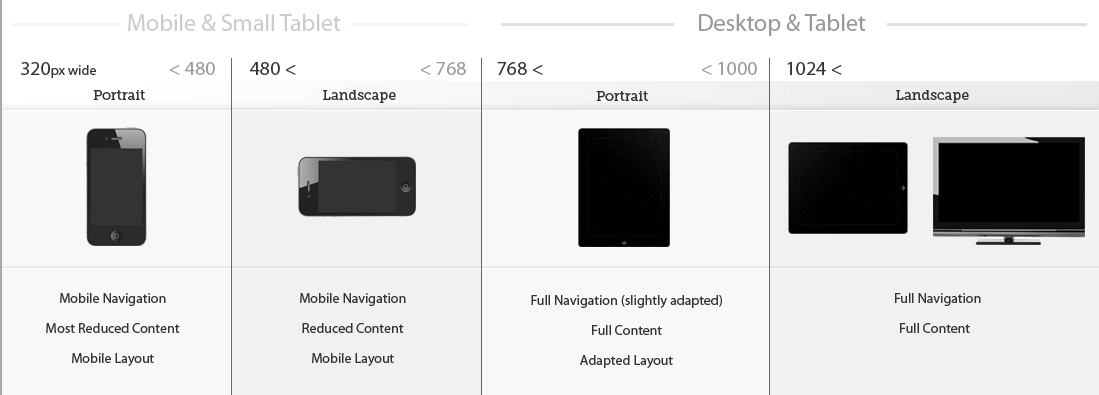 Mobile & Small Tablet
Desktop & Tablet
320px wide < 480
480 < < 768
768 < < 1000
1024 <
Portrait
Landscape
Portrait
Landscape
Mobile Navigation
Most Reduced Content
Mobile Layout
Mobile Navigation
Reduced Content
Mobile Layout
Full Navigation (slightly adapted)
Full Content
Adapted Layout
Full Navigation
Full Content